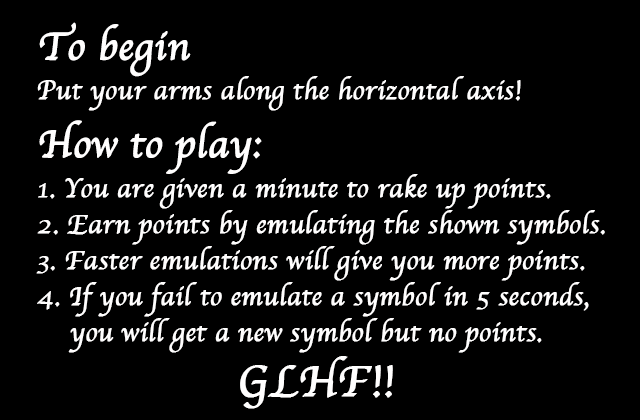 To begin
Put your arms along the horizontal axis!
How to play:
1. You are given a minute to rake up points.
2. Earn points by emulating the shown symbols.
3. Faster emulations will give you more points.
4. If you fail to emulate a symbol in 5 seconds,
you will get a new symbol but no points.
GLHF!!